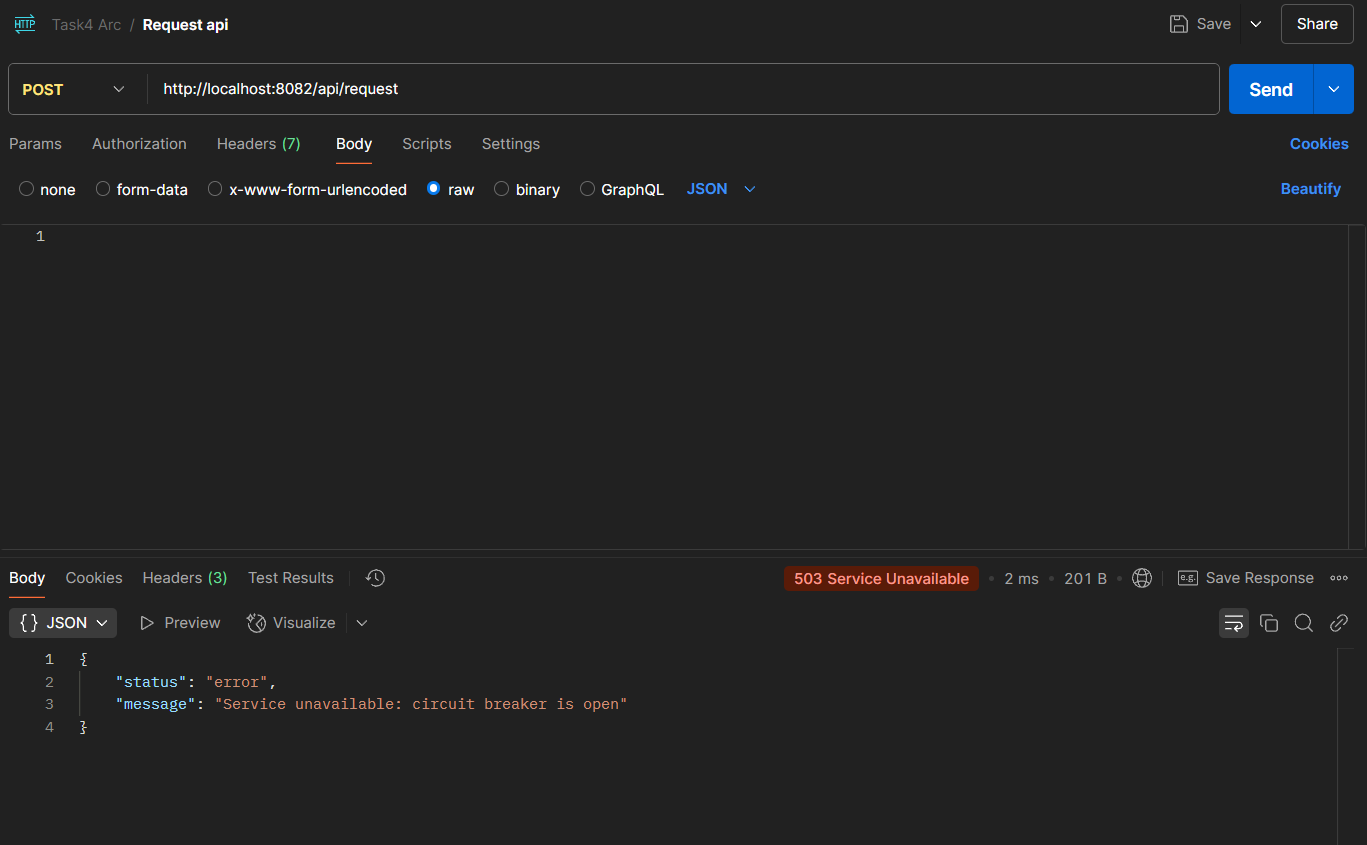 HTTP Task4 Arc / Request api Save Share
POST http://localhost:8082/api/request Send
Params Authorization Headers (7) Body Scripts Settings Cookies
none form-data x-www-form-urlencoded raw binary GraphQL JSON Beautify
1
Body Cookies Headers (3) Test Results 503 Service Unavailable • 2 ms • 201 B • e.g. Save Response
{} JSON Preview Visualize
1 {
2 "status": "error",
3 "message": "Service unavailable: circuit breaker is open"
4 }